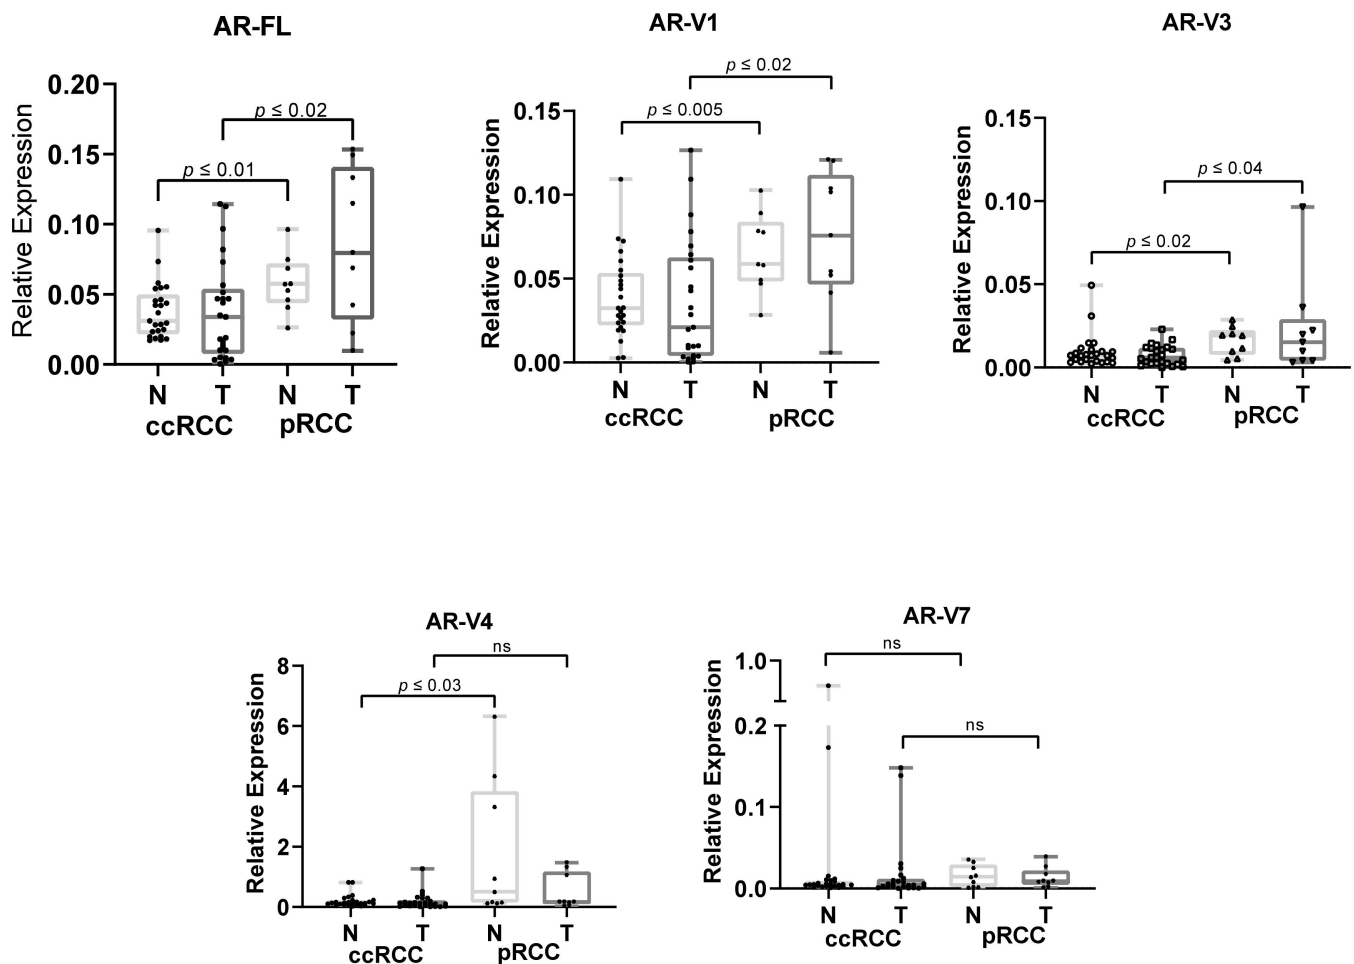 AR-FL
AR-V1
AR-V3
Relative Expression
0.20
0.15
0.10
0.05
0.00
p ≤ 0.02
p ≤ 0.01
N T N T
ccRCC pRCC
Relative Expression
0.15
0.10
0.05
0.00
p ≤ 0.02
p ≤ 0.005
N T N T
ccRCC pRCC
Relative Expression
0.15
0.10
0.05
0.00
p ≤ 0.04
p ≤ 0.02
N T N T
ccRCC pRCC
AR-V4
Relative Expression
8
6
4
2
0
ns
p ≤ 0.03
N T N T
ccRCC pRCC
AR-V7
Relative Expression
1.0
0.2
0.1
0.0
ns
ns
N T N T
ccRCC pRCC